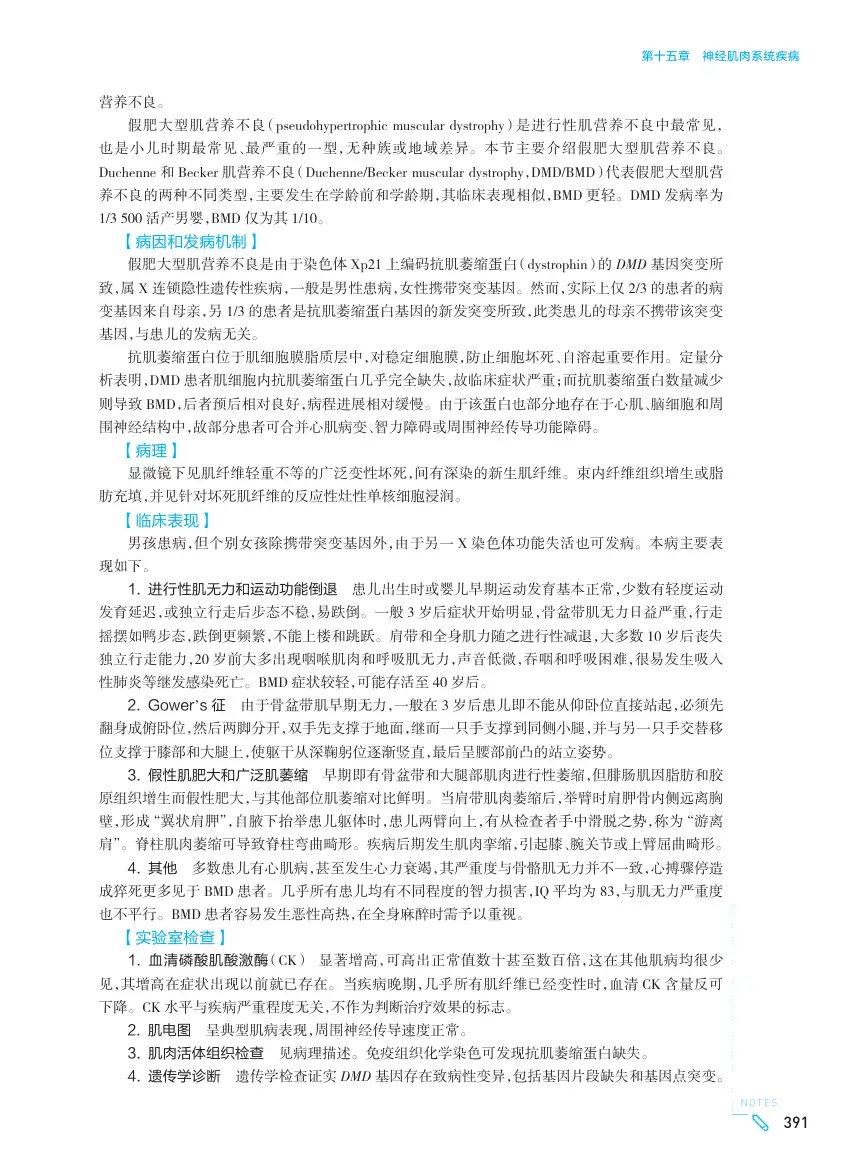 第十五章 神经肌肉系统疾病
营养不良。
假肥大型肌营养不良（pseudohypertrophic muscular dystrophy）是进行性肌营养不良中最常见，
也是小儿时期最常见、最严重的一型，无种族或地域差异。本节主要介绍假肥大型肌营养不良。
Duchenne 和 Becker 肌营养不良（Duchenne/Becker muscular dystrophy，DMD/BMD）代表假肥大型肌营
养不良的两种不同类型，主要发生在学龄前和学龄期，其临床表现相似，BMD 更轻。DMD 发病率为
1/3 500 活产男婴，BMD 仅为其 1/10。
【病因和发病机制】
假肥大型肌营养不良是由于染色体 Xp21 上编码抗肌萎缩蛋白（dystrophin）的 DMD 基因突变所
致，属 X 连锁隐性遗传性疾病，一般是男性患病，女性携带突变基因。然而，实际上仅 2/3 的患者的病
变基因来自母亲，另 1/3 的患者是抗肌萎缩蛋白基因的新发突变所致，此类患儿的母亲不携带该突变
基因，与患儿的发病无关。
抗肌萎缩蛋白位于肌细胞膜脂质层中，对稳定细胞膜，防止细胞坏死、自溶起重要作用。定量分
析表明，DMD 患者肌细胞内抗肌萎缩蛋白几乎完全缺失，故临床症状严重；而抗肌萎缩蛋白数量减少
则导致 BMD，后者预后相对良好，病程进展相对缓慢。由于该蛋白也部分地存在于心肌、脑细胞和周
围神经结构中，故部分患者可合并心肌病变、智力障碍或周围神经传导功能障碍。
【病理】
显微镜下见肌纤维轻重不等的广泛变性坏死，间有深染的新生肌纤维。束内纤维组织增生或脂
肪充填，并见针对坏死肌纤维的反应性灶性单核细胞浸润。
【临床表现】
男孩患病，但个别女孩除携带突变基因外，由于另一 X 染色体功能失活也可发病。本病主要表
现如下。
1. 进行性肌无力和运动功能倒退 患儿出生时或婴儿早期运动发育基本正常，少数有轻度运动
发育延迟，或独立行走后步态不稳，易跌倒。一般 3 岁后症状开始明显，骨盆带肌无力日益严重，行走
摇摆如鸭步态，跌倒更频繁，不能上楼和跳跃。肩带和全身肌力随之进行性减退，大多数 10 岁后丧失
独立行走能力，20 岁前大多出现咽喉肌肉和呼吸肌无力，声音低微，吞咽和呼吸困难，很易发生吸入
性肺炎等继发感染死亡。BMD 症状较轻，可能存活至 40 岁后。
2. Gower's 征 由于骨盆带肌早期无力，一般在 3 岁后患儿即不能从仰卧位直接站起，必须先
翻身成俯卧位，然后两脚分开，双手先支撑于地面，继而一只手支撑到同侧小腿，并与另一只手交替移
位支撑于膝部和大腿上，使躯干从深鞠躬位逐渐竖直，最后呈腰部前凸的站立姿势。
3. 假性肌肥大和广泛肌萎缩 早期即有骨盆带和大腿部肌肉进行性萎缩，但腓肠肌因脂肪和胶
原组织增生而假性肥大，与其他部位肌萎缩对比鲜明。当肩带肌肉萎缩后，举臂时肩胛骨内侧远离胸
壁，形成“翼状肩胛”，自腋下抬举患儿躯体时，患儿两臂向上，有从检查者手中滑脱之势，称为“游离
肩”。脊柱肌肉萎缩可导致脊柱弯曲畸形。疾病后期发生肌肉挛缩，引起膝、腕关节或上臂屈曲畸形。
4. 其他 多数患儿有心肌病，甚至发生心力衰竭，其严重度与骨骼肌无力并不一致，心搏骤停造
成猝死更多见于 BMD 患者。几乎所有患儿均有不同程度的智力损害，IQ 平均为 83，与肌无力严重度
也不平行。BMD 患者容易发生恶性高热，在全身麻醉时需予以重视。
【实验室检查】
1. 血清磷酸肌酸激酶（CK） 显著增高，可高出正常值数十甚至数百倍，这在其他肌病均很少
见，其增高在症状出现以前就已存在。当疾病晚期，几乎所有肌纤维已经变性时，血清 CK 含量反可
下降。CK 水平与疾病严重程度无关，不作为判断治疗效果的标志。
2. 肌电图 呈典型肌病表现，周围神经传导速度正常。
3. 肌肉活体组织检查 见病理描述。免疫组织化学染色可发现抗肌萎缩蛋白缺失。
4. 遗传学诊断 遗传学检查证实 DMD 基因存在致病性变异，包括基因片段缺失和基因点突变。
NOTES
391